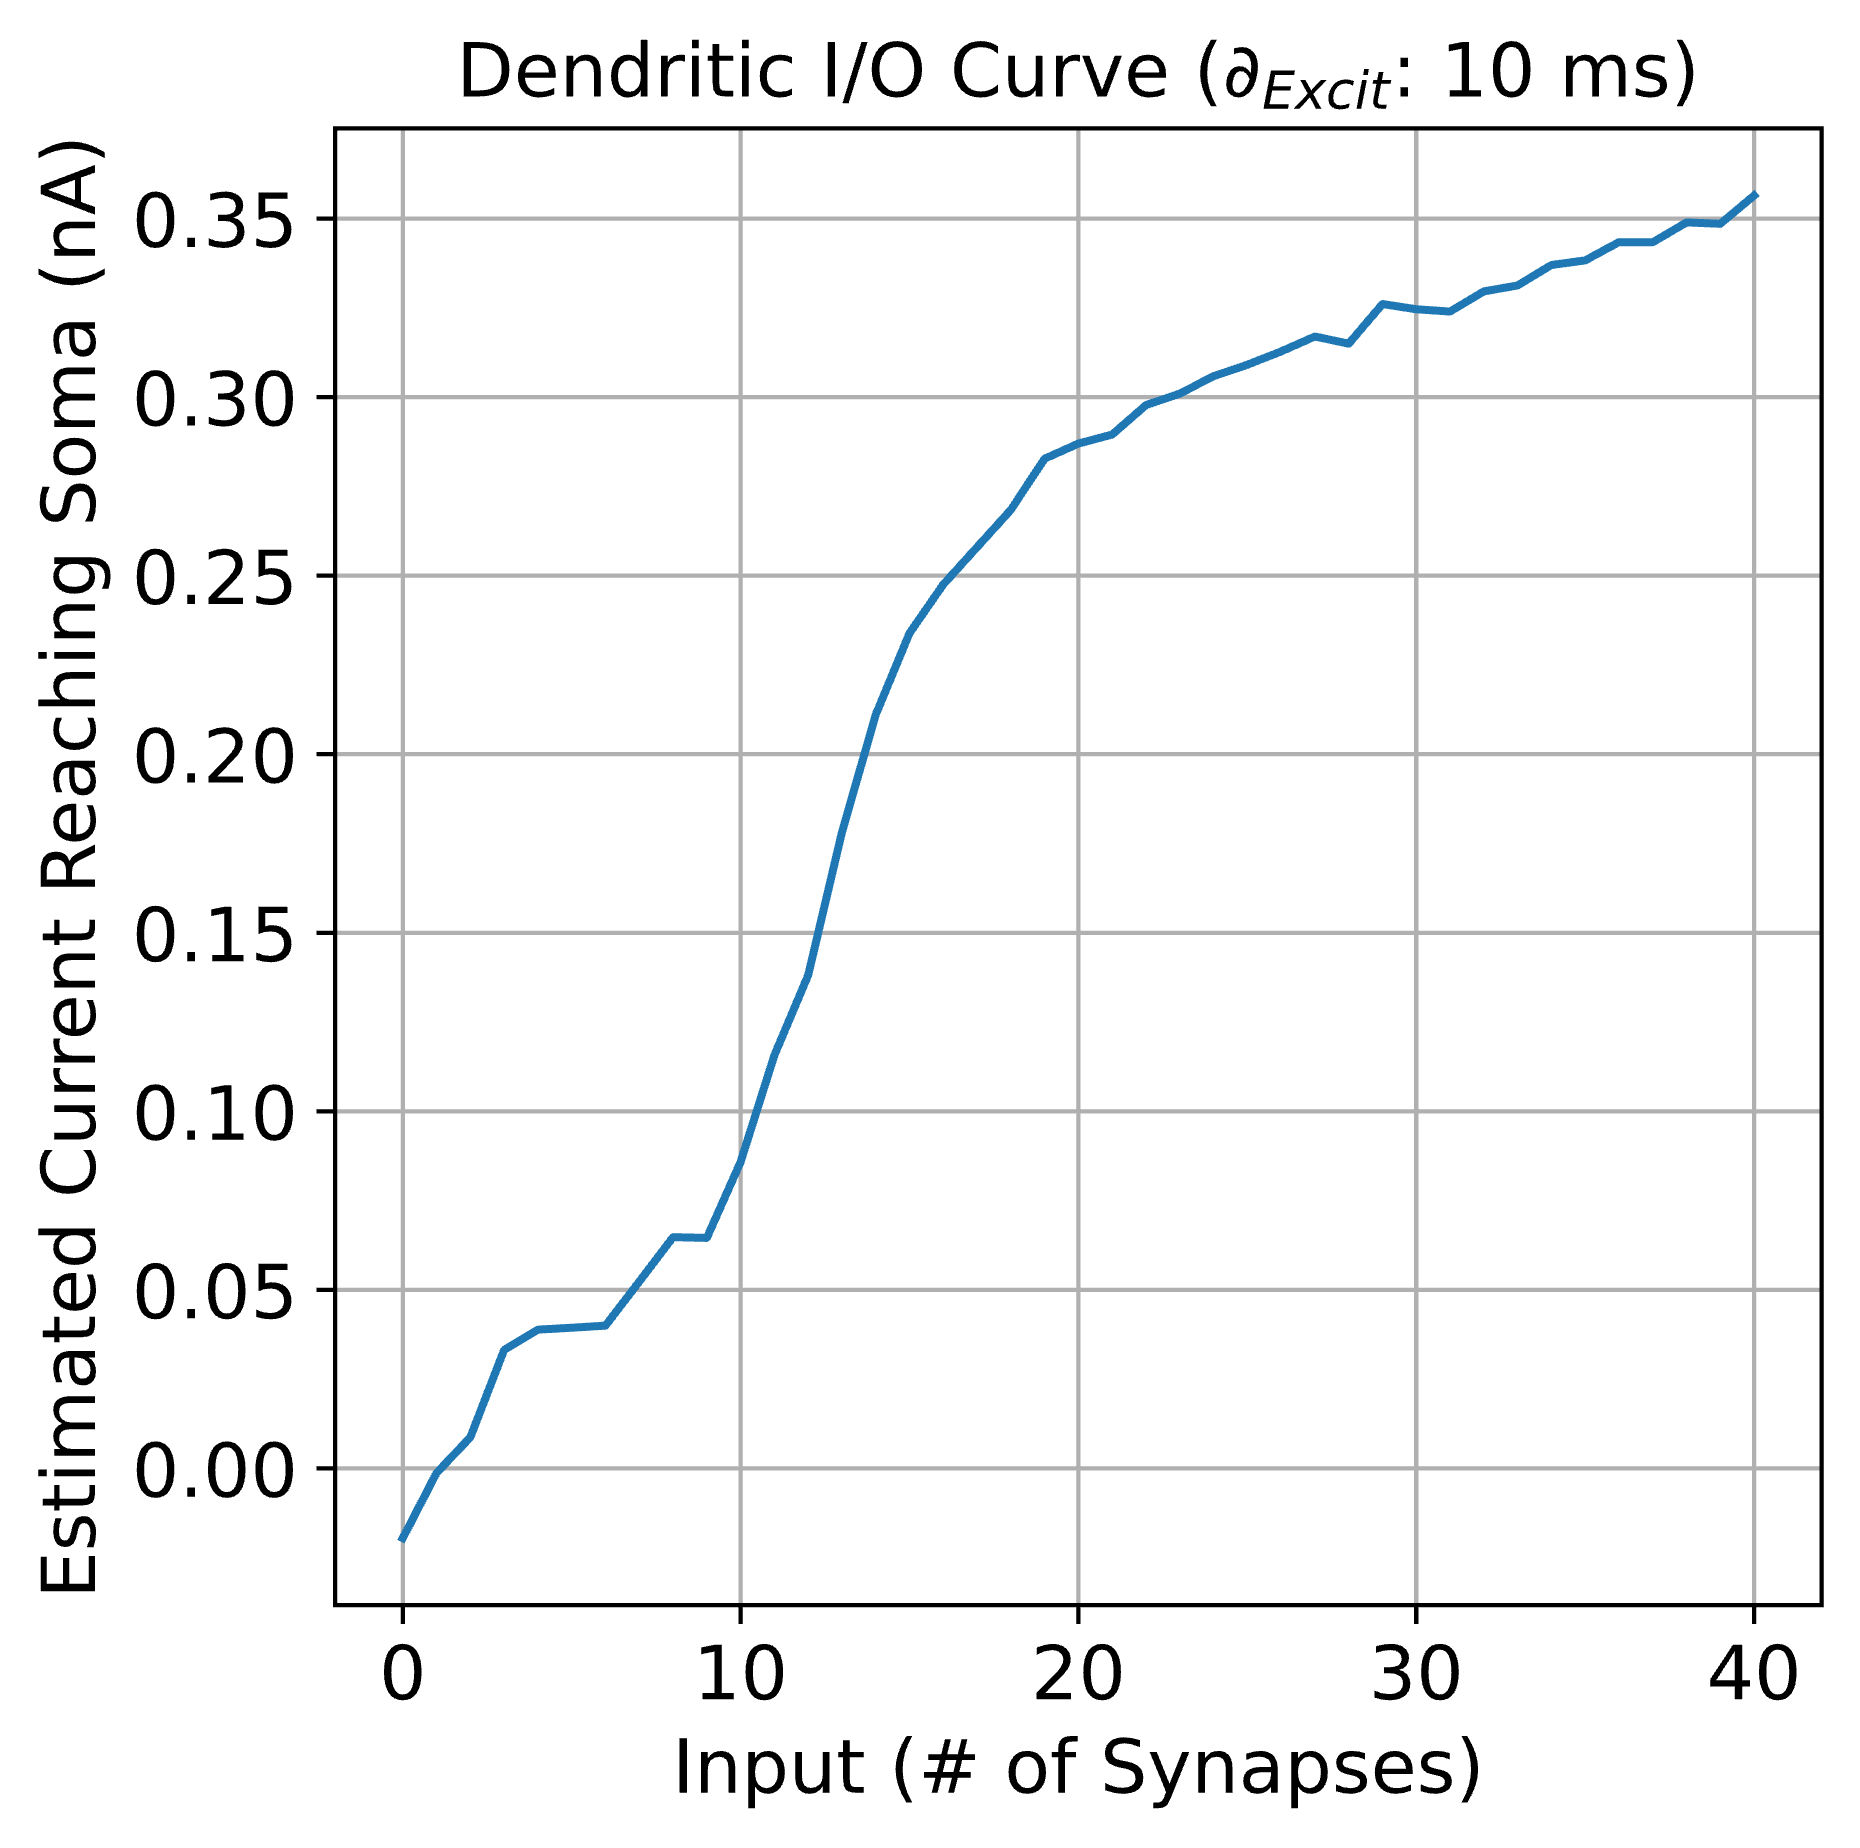 Dendritic I/O Curve (∂Excit: 10 ms)
Estimated Current Reaching Soma (nA)
0.35
0.30
0.25
0.20
0.15
0.10
0.05
0.00
0 10 20 30 40
Input (# of Synapses)